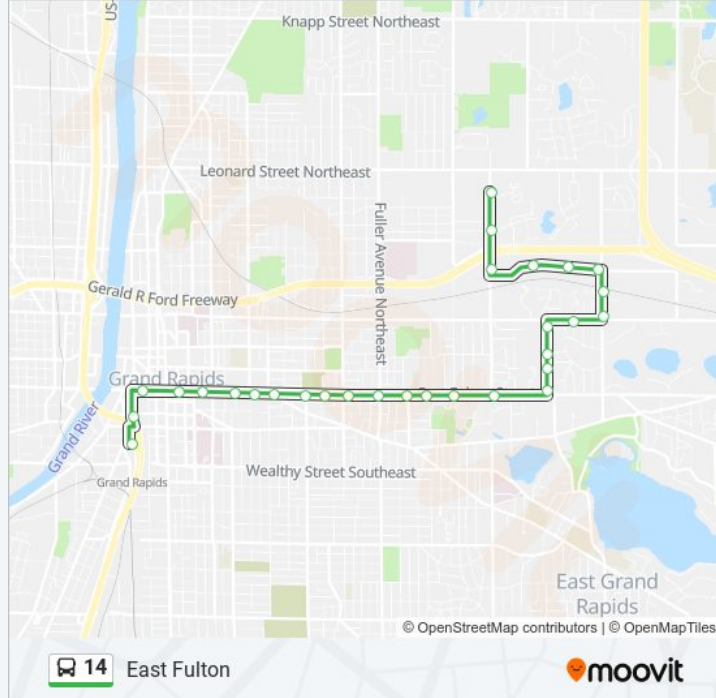 US
Knapp Street Northeast
Leonard Street Northeast
Fuller Avenue Northeast
Gerald R Ford Freeway
Grand Rapids
Grand River
Wealthy Street Southeast
Grand Rapids
East Grand
Rapids
© OpenStreetMap contributors | © OpenMapTiles
14 East Fulton
moovit